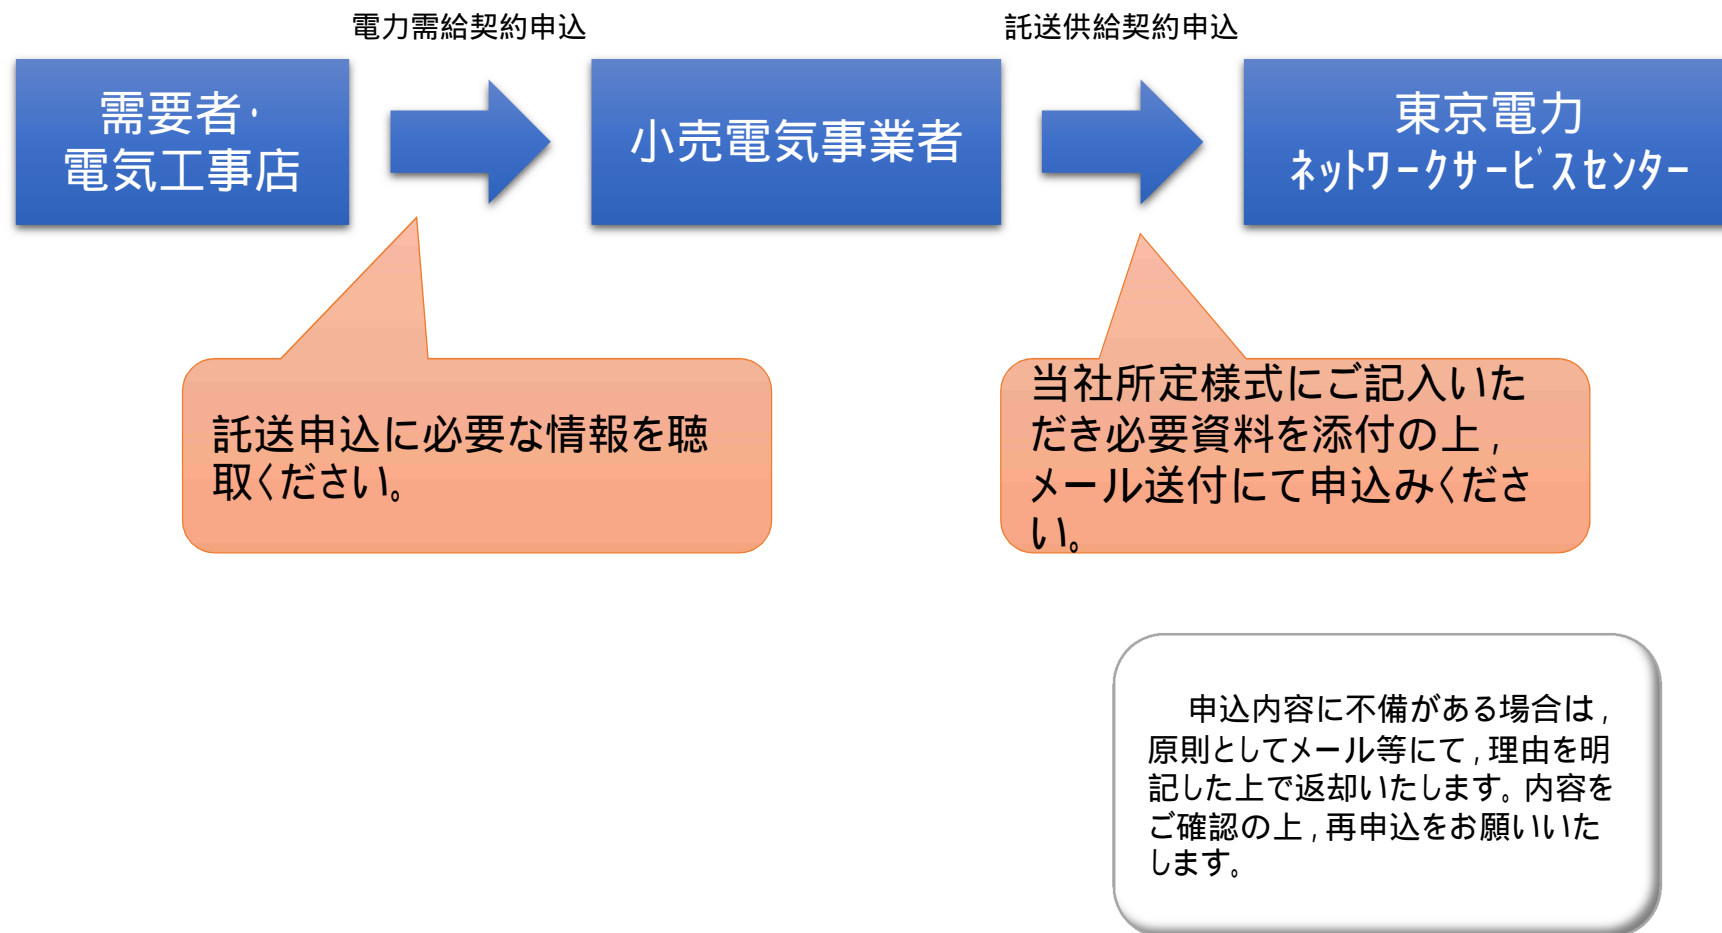 電力需給契約申込
託送供給契約申込
需要者・
電気工事店
小売電気事業者
東京電力
ネットワークサービスセンター
託送申込に必要な情報を聴
取ください。
当社所定様式にご記入いた
だき必要資料を添付の上,
メール送付にて申込みくださ
い。
申込内容に不備がある場合は,
原則としてメール等にて,理由を明
記した上で返却いたします。内容を
ご確認の上,再申込をお願いいた
します。